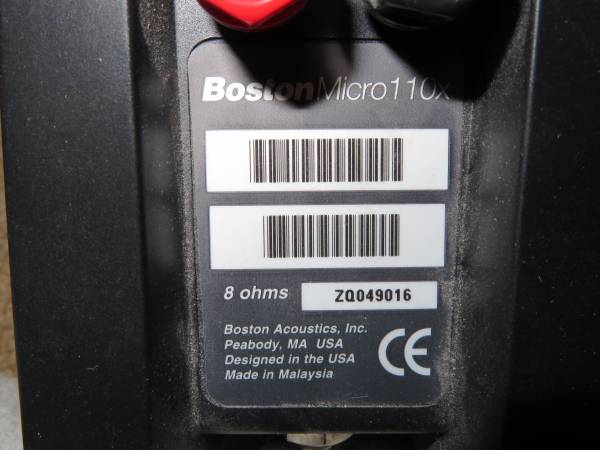 BostonMicro110x
8 ohms ZQ049016
Boston Acoustics, Inc.
Peabody, MA USA
Designed in the USA
Made in Malaysia
CE